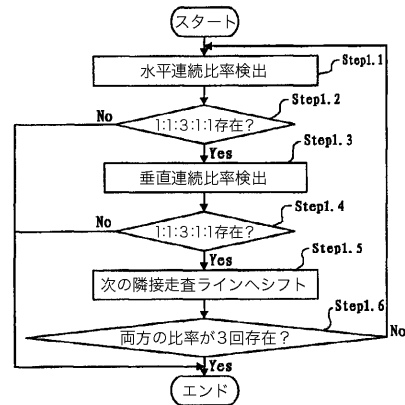 スタート
水平連続比率検出
Step1.1
Step1.2
No
1:1:3:1:1存在?
Yes
Step1.3
垂直連続比率検出
Step1.4
No
1:1:3:1:1存在?
Yes
Step1.5
次の隣接走査ラインへシフト
Step1.6
両方の比率が3回存在?
No
Yes
エンド